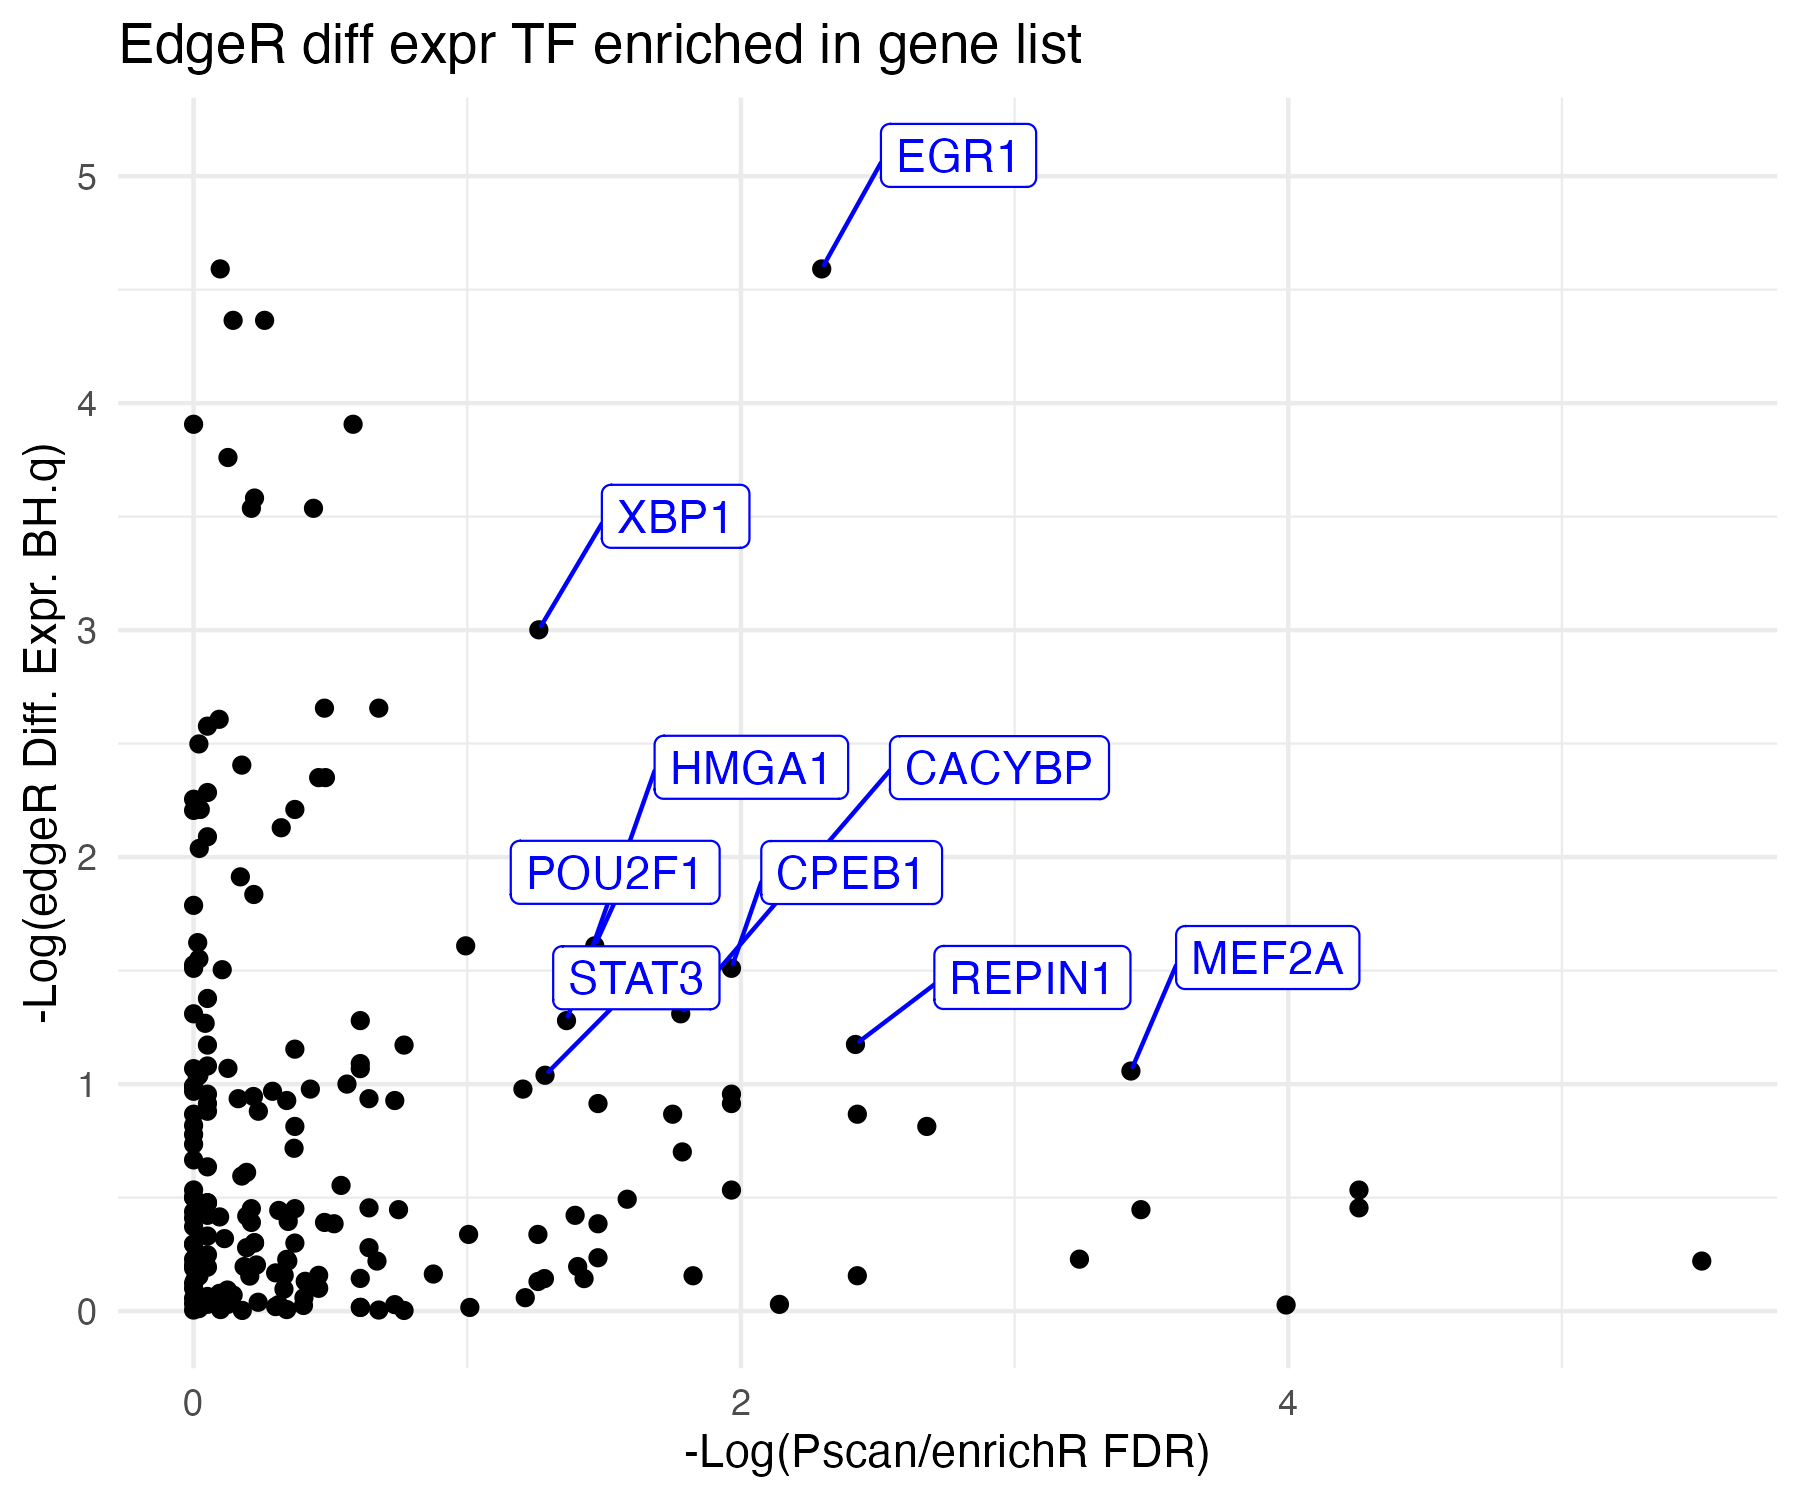 EdgeR diff expr TF enriched in gene list
-Log(edgeR Diff. Expr. BH.q)
5
4
3
2
1
0
EGR1
XBP1
HMGA1
CACYBP
POU2F1
CPEB1
STAT3
REPIN1
MEF2A
0
2
4
-Log(Pscan/enrichR FDR)